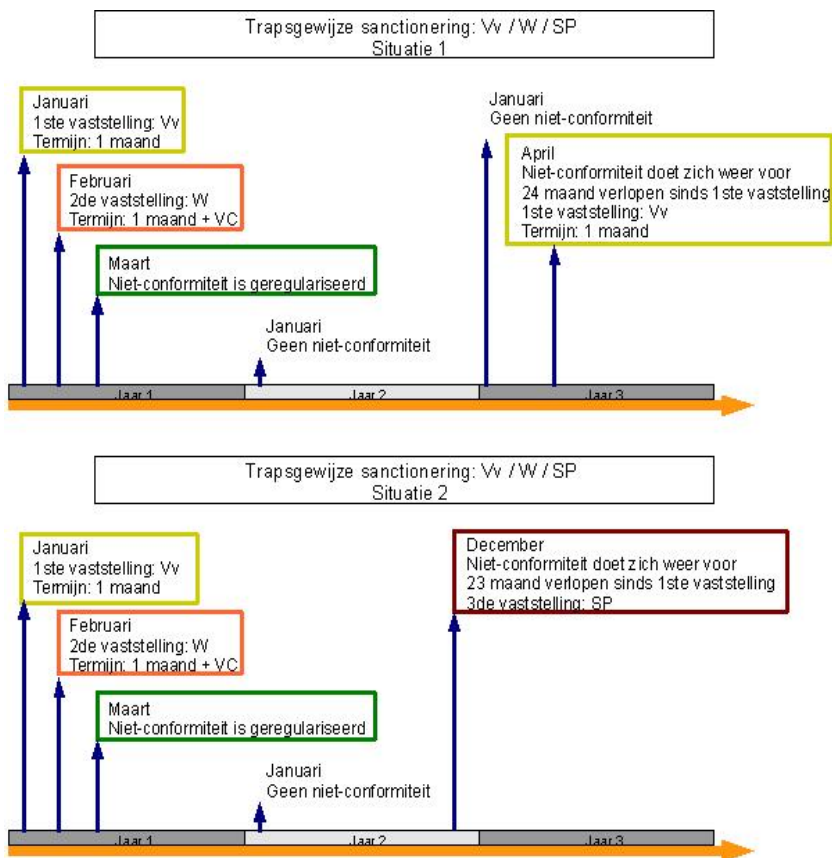 Trapsgewijze sanctionering: Vv / W / SP
Situatie 1
Januari
1ste vaststelling: Vv
Termijn: 1 maand
Februari
2de vaststelling: W
Termijn: 1 maand + VC
Maart
Niet-conformiteit is geregulariseerd
Januari
Geen niet-conformiteit
Januari
Geen niet-conformiteit
April
Niet-conformiteit doet zich weer voor
24 maand verlopen sinds 1ste vaststelling
1ste vaststelling: Vv
Termijn: 1 maand
Jaar 1
Jaar 2
Jaar 3
Trapsgewijze sanctionering: Vv / W / SP
Situatie 2
Januari
1ste vaststelling: Vv
Termijn: 1 maand
Februari
2de vaststelling: W
Termijn: 1 maand + VC
Maart
Niet-conformiteit is geregulariseerd
Januari
Geen niet-conformiteit
December
Niet-conformiteit doet zich weer voor
23 maand verlopen sinds 1ste vaststelling
3de vaststelling: SP
Jaar 1
Jaar 2
Jaar 3